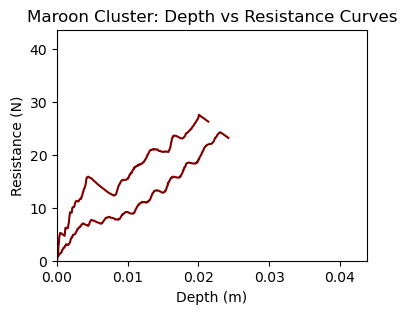 Maroon Cluster: Depth vs Resistance Curves
40
30
20
10
0
Resistance (N)
0.00 0.01 0.02 0.03 0.04
Depth (m)